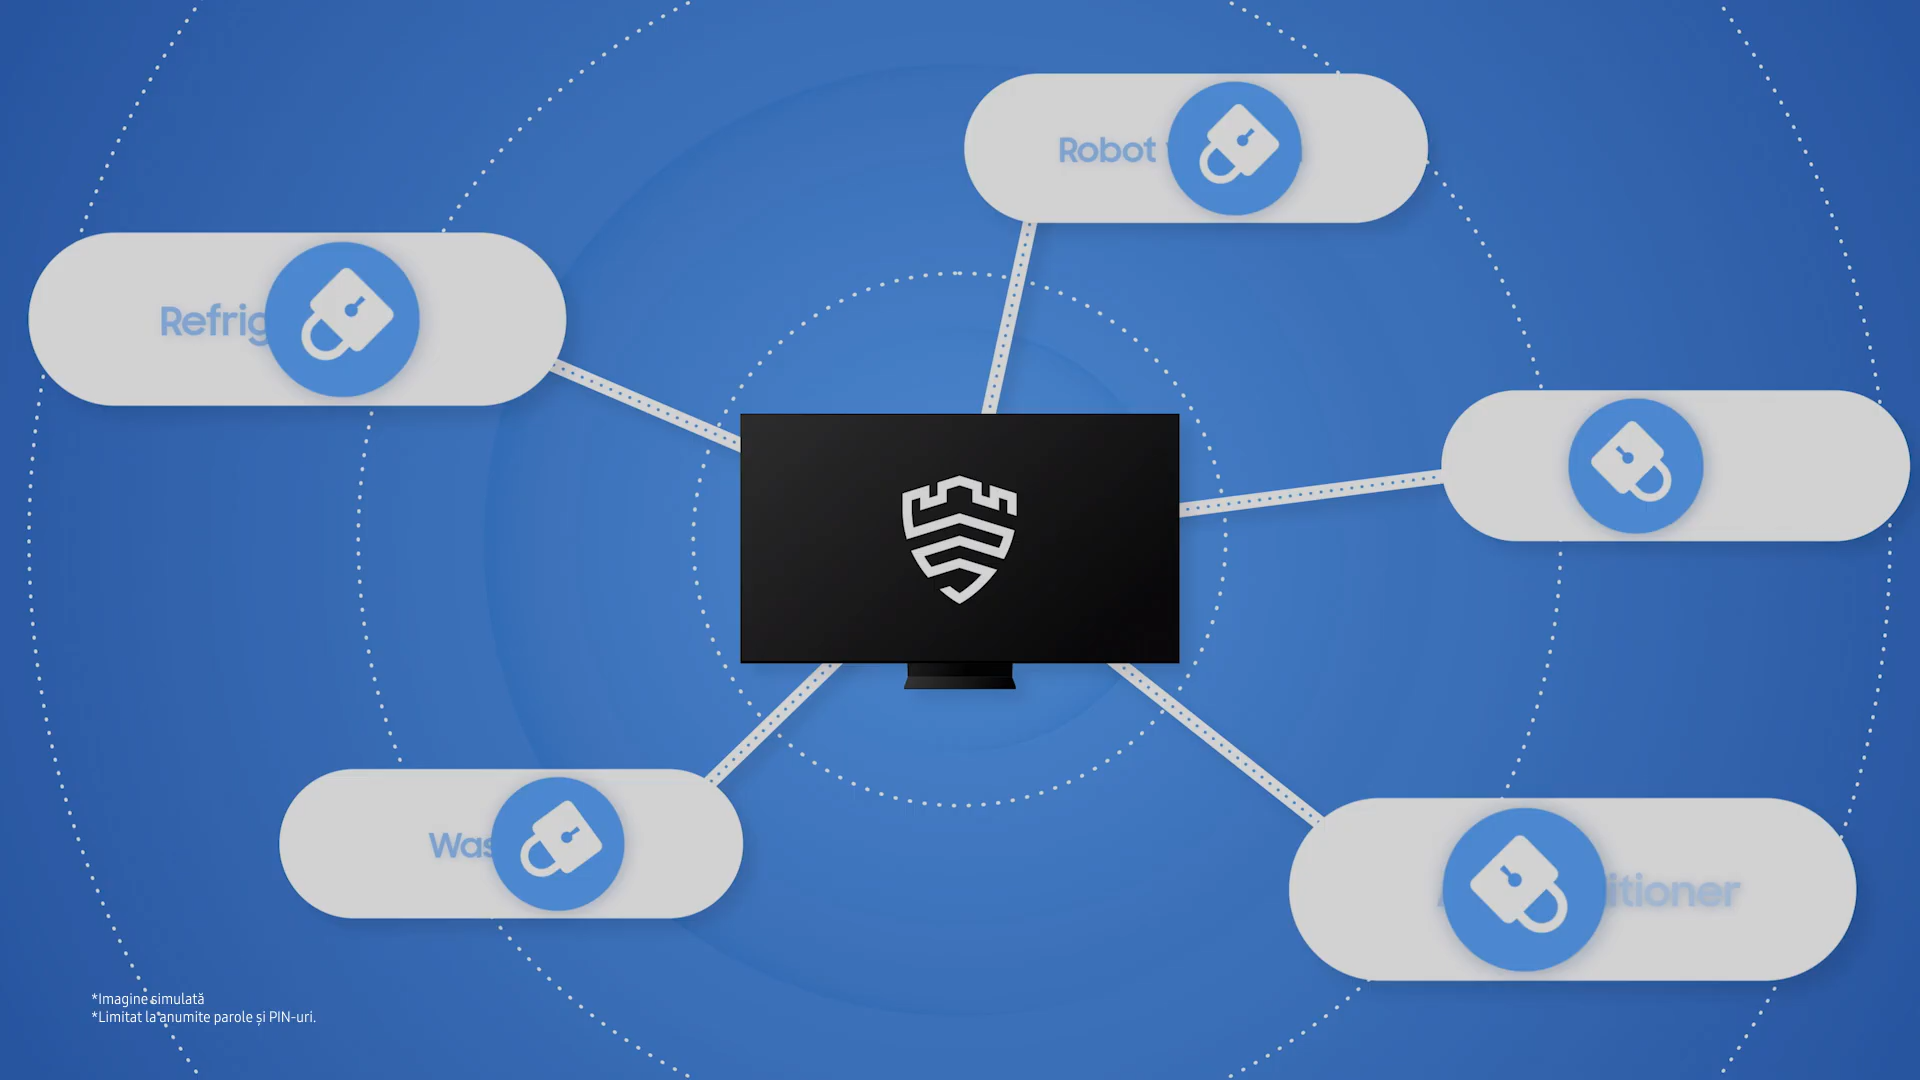 Robot
Refrig
Was
itioner
*Imagine simulată
*Limitat la anumite parole și PIN-uri.